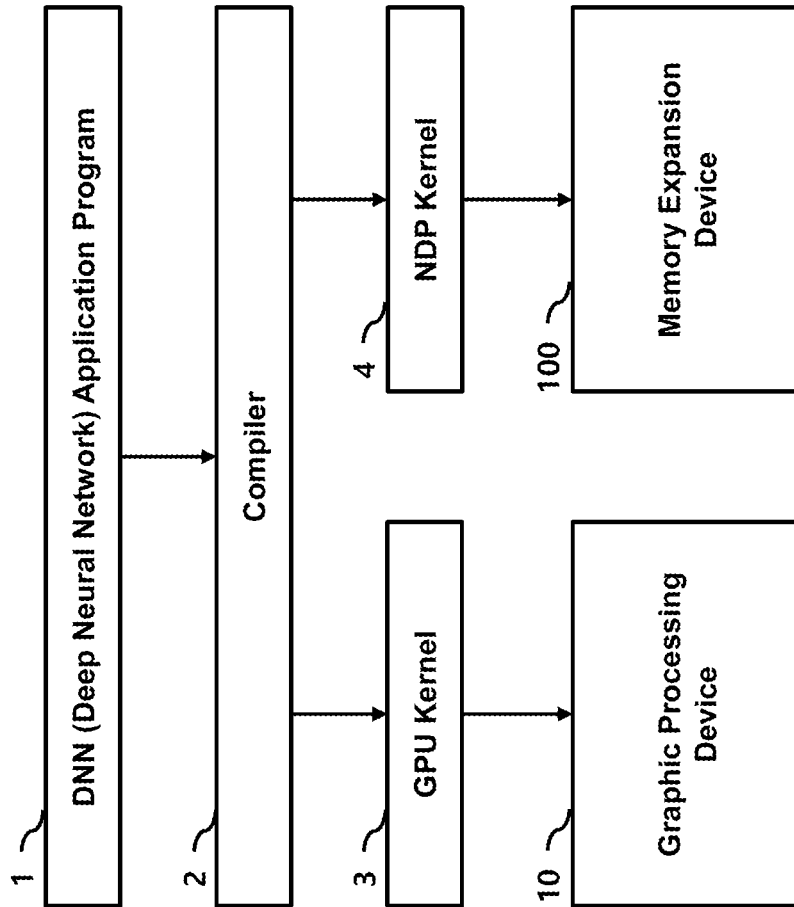 1
DNN (Deep Neural Network) Application Program
2
Compiler
3
GPU Kernel
4
NDP Kernel
10
Graphic Processing
Device
100
Memory Expansion
Device